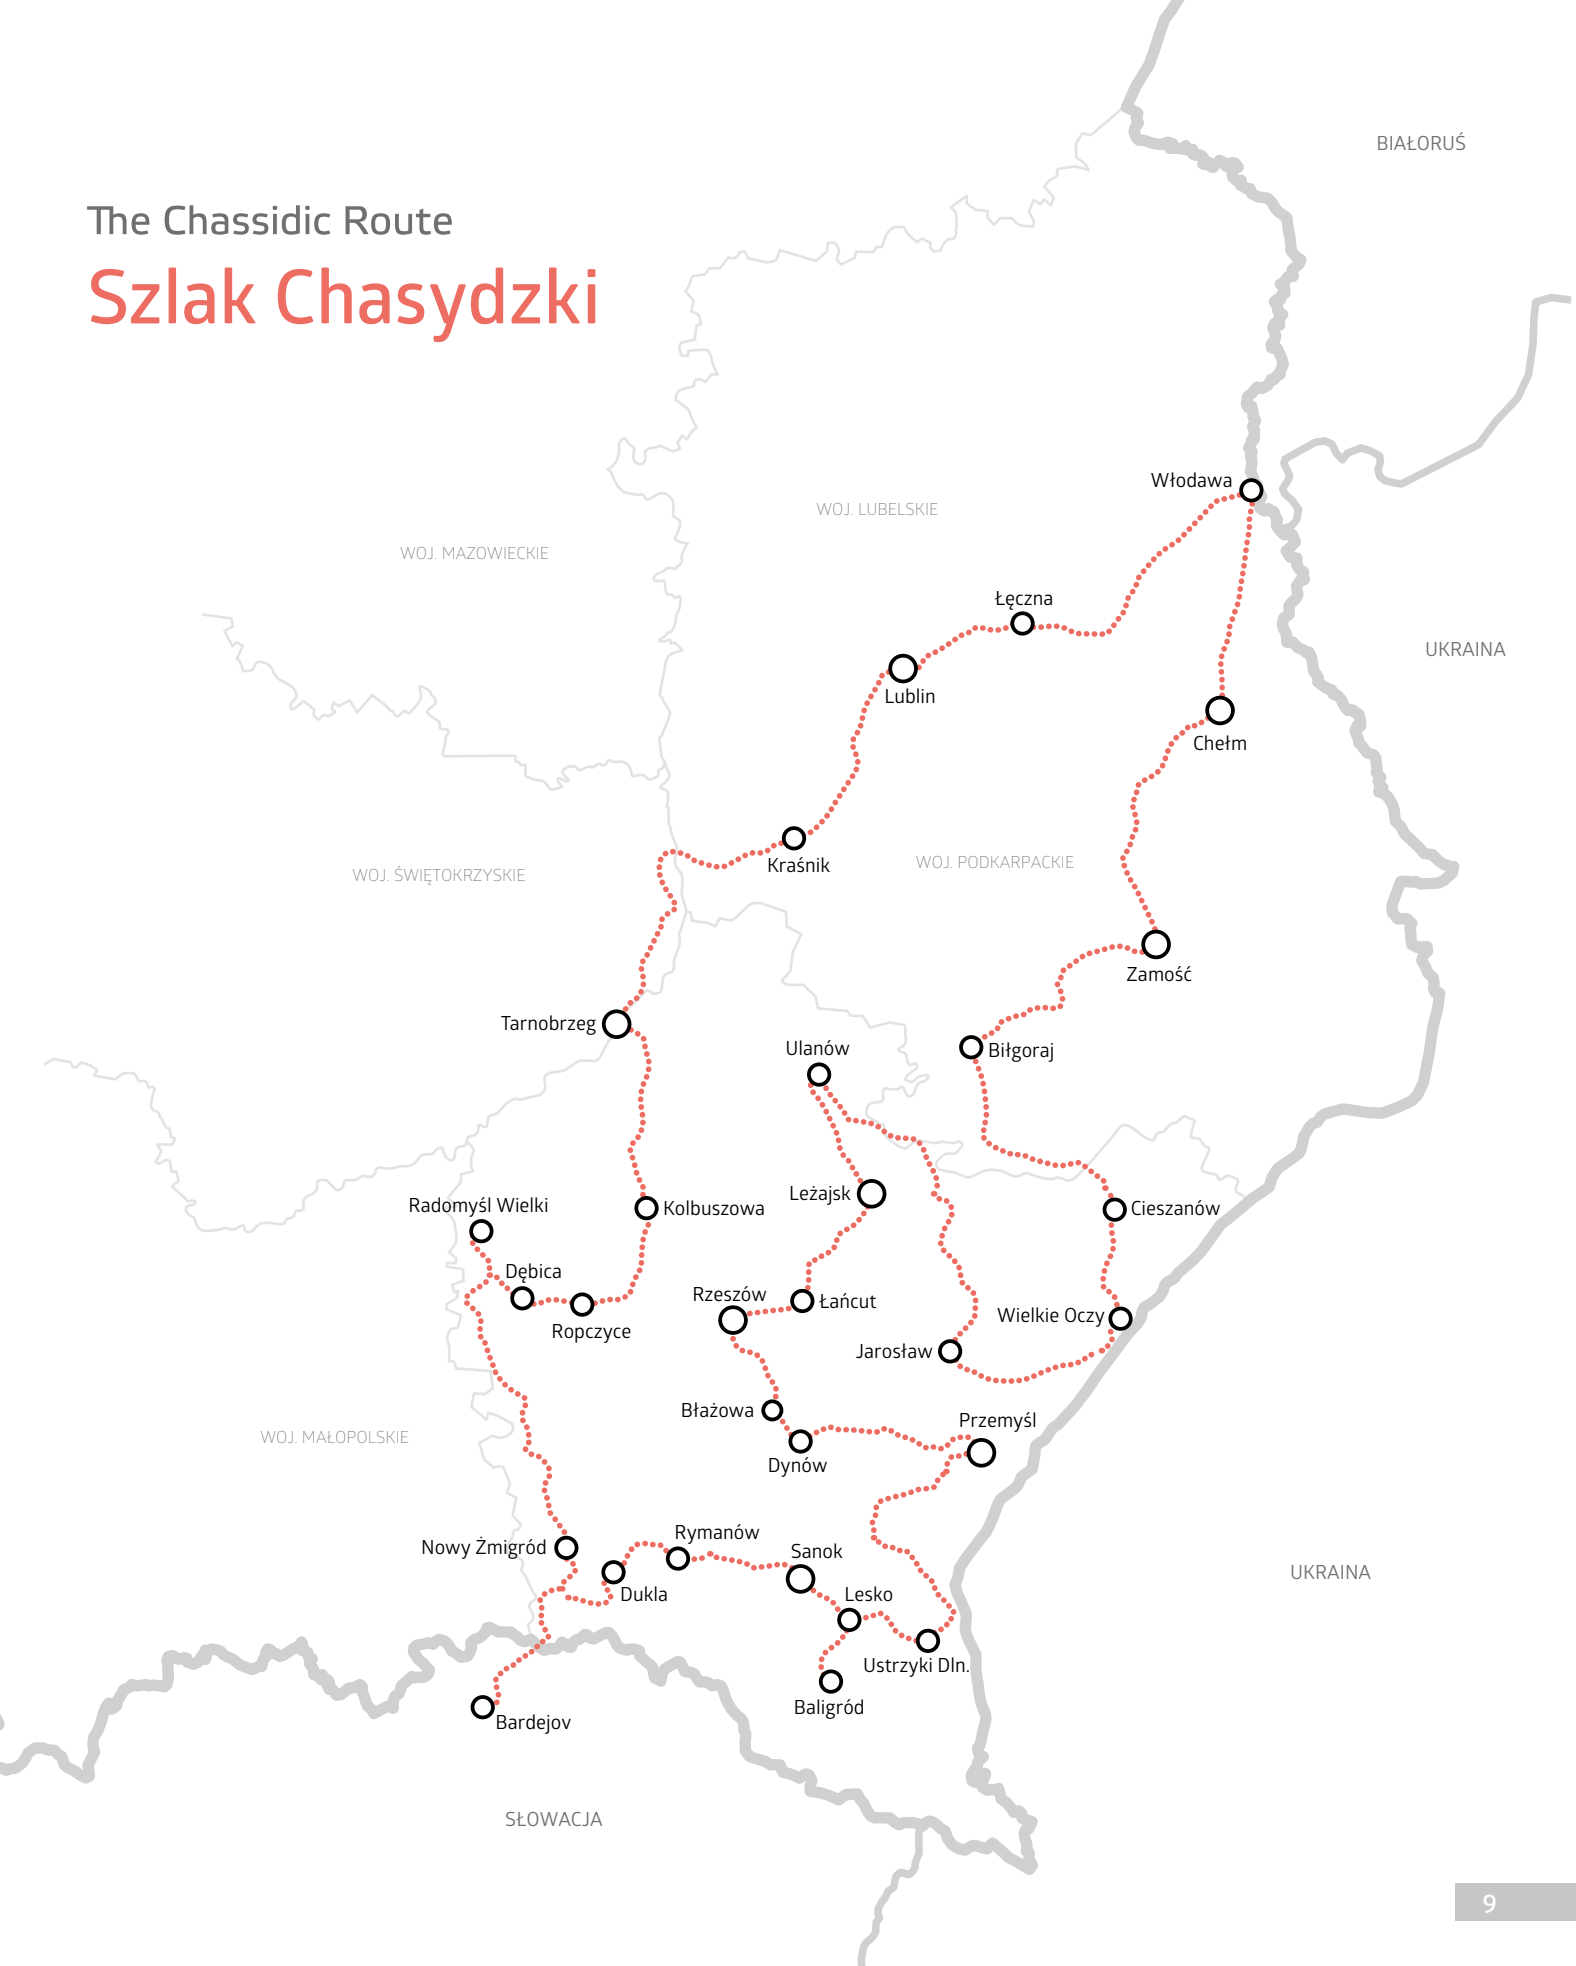 BIAŁORUŚ
The Chassidic Route
Szlak Chasydzki
Włodawa
WOJ. LUBELSKIE
WOJ. MAZOWIECKIE
Łęczna
UKRAINA
Lublin
Chełm
Kraśnik
WOJ. PODKARPACKIE
WOJ. ŚWIĘTOKRZYSKIE
Zamość
Tarnobrzeg
Ulanów
Biłgoraj
Leżajsk
Radomyśl Wielki
Kolbuszowa
Cieszanów
Dębica
Rzeszów
Łańcut
Wielkie Oczy
Ropczyce
Jarosław
Błażowa
Przemyśl
WOJ. MAŁOPOLSKIE
Dynów
Rymanów
Nowy Żmigród
Sanok
UKRAINA
Dukla
Lesko
Ustrzyki Dln.
Baligród
Bardejov
SŁOWACJA
9